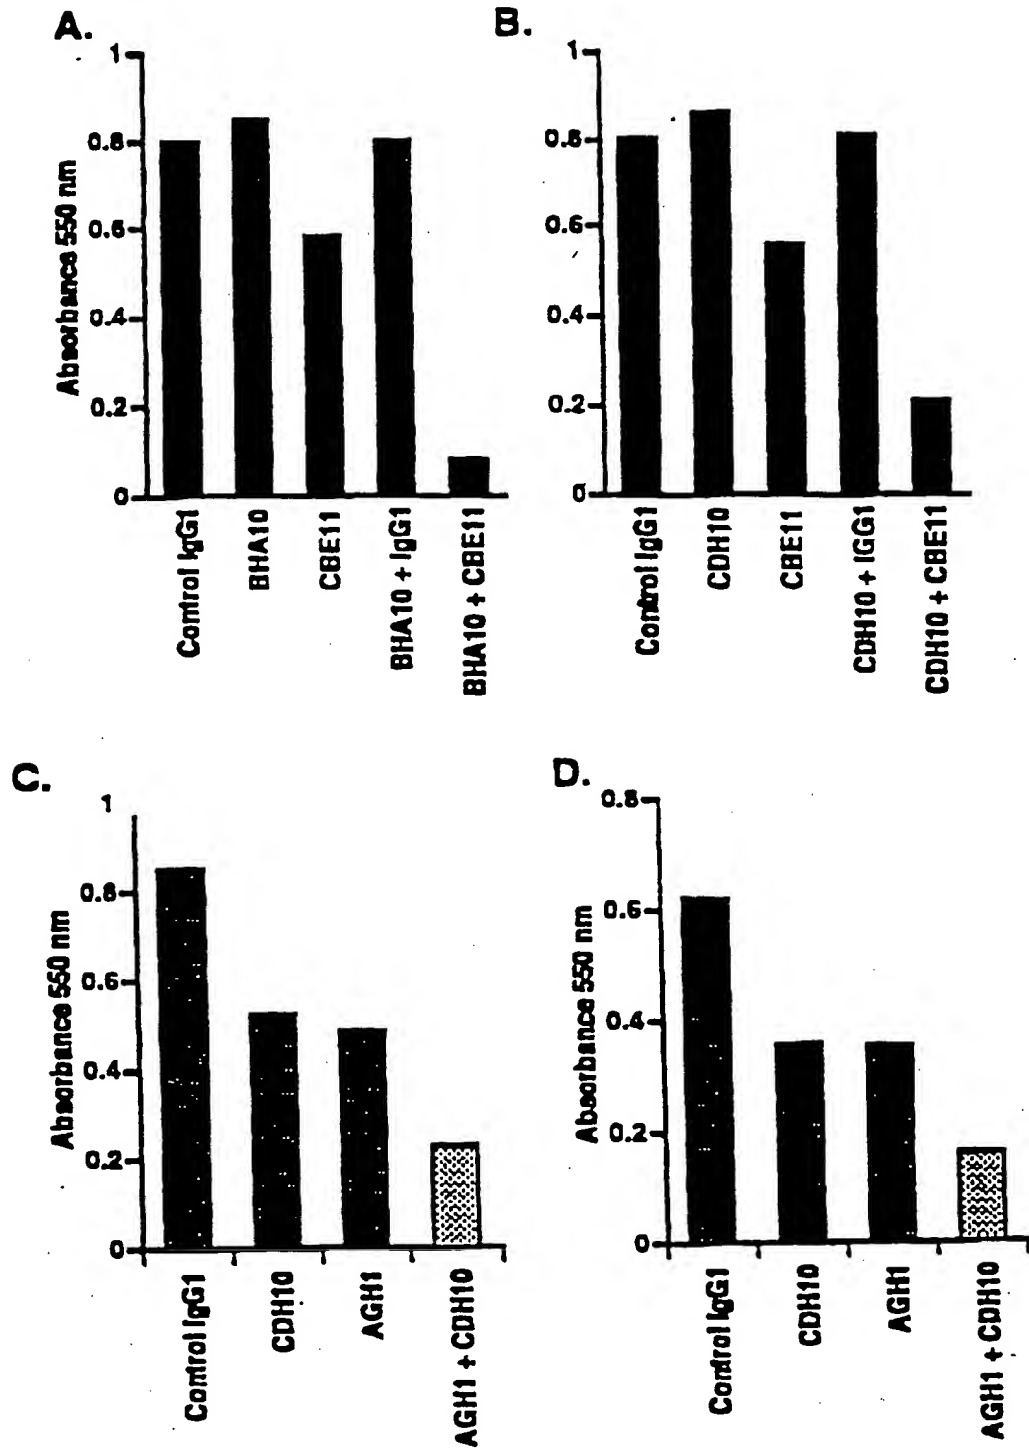 A.
1
0.8
0.6
0.4
0.2
0
Absorbance 550 nm
Control IgG1
BHA10
CBE11
BHA10 + IgG1
BHA10 + CBE11
B.
1
0.8
0.6
0.4
0.2
0
Control IgG1
CDH10
CBE11
CDH10 + IGG1
CDH10 + CBE11
C.
1
0.8
0.6
0.4
0.2
0
Absorbance 550 nm
Control IgG1
CDH10
AGH1
AGH1 + CDH10
D.
0.8
0.6
0.4
0.2
0
Absorbance 550 nm
Control IgG1
CDH10
AGH1
AGH1 + CDH10